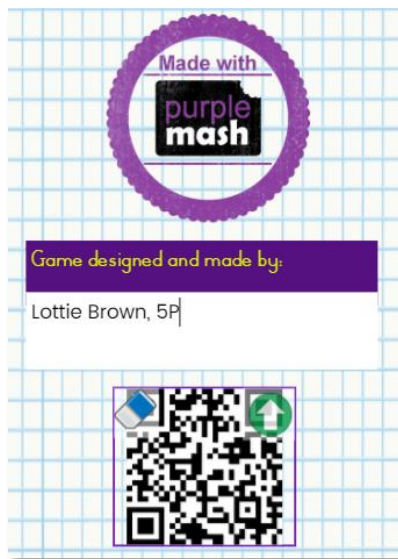 Made with
purple
mash
Game designed and made by:
Lottie Brown, 5P